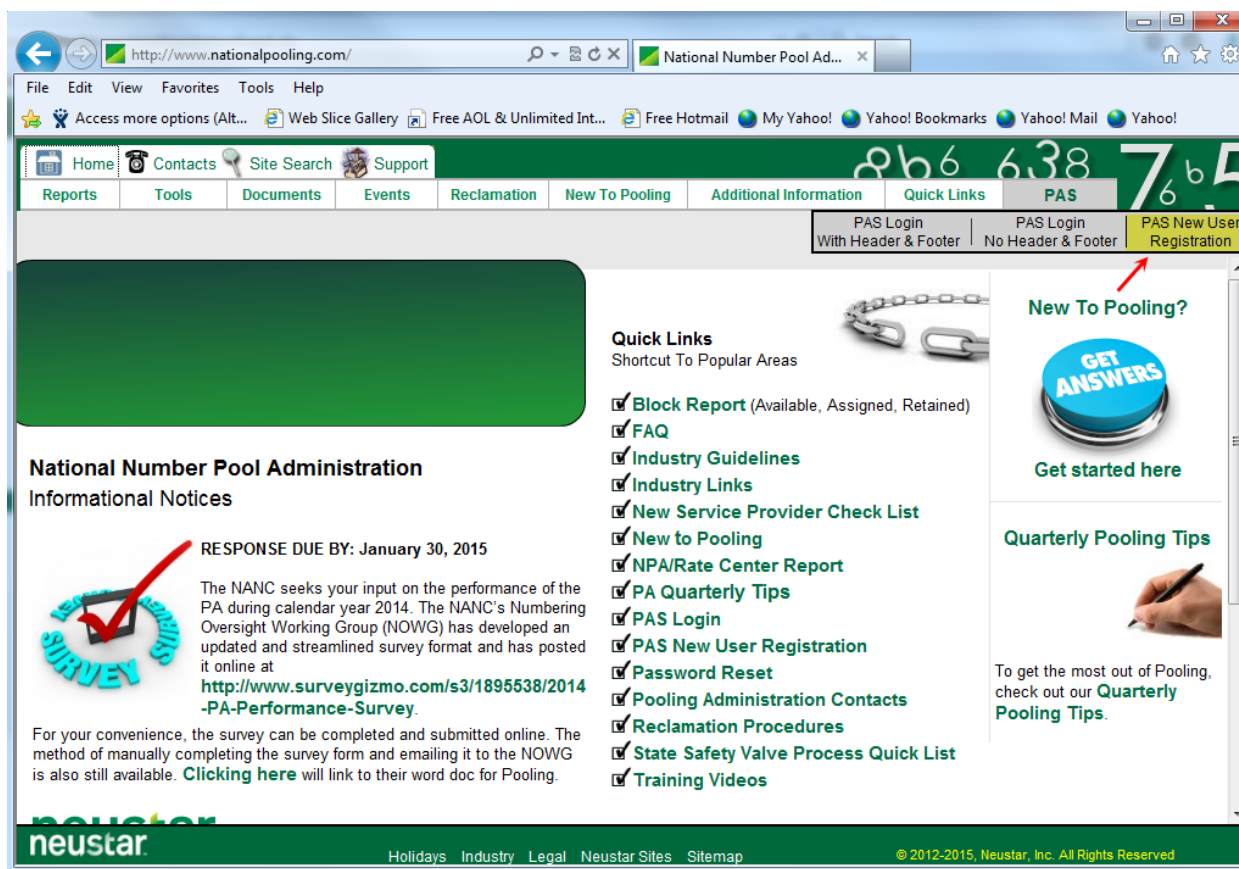 http://www.nationalpooling.com/
National Number Pool Ad...
File Edit View Favorites Tools Help
Access more options (Alt... Web Slice Gallery Free AOL & Unlimited Int... Free Hotmail My Yahoo! Yahoo! Bookmarks Yahoo! Mail Yahoo!
Home Contacts Site Search Support
866 638 76 6 5
Reports Tools Documents Events Reclamation New To Pooling Additional Information Quick Links PAS
PAS Login With Header & Footer
PAS Login No Header & Footer
PAS New User Registration
Quick Links
Shortcut To Popular Areas
Block Report (Available, Assigned, Retained)
FAQ
Industry Guidelines
Industry Links
New Service Provider Check List
New to Pooling
NPA/Rate Center Report
PA Quarterly Tips
PAS Login
PAS New User Registration
Password Reset
Pooling Administration Contacts
Reclamation Procedures
State Safety Valve Process Quick List
Training Videos
New To Pooling?
GET
ANSWERS
Get started here
Quarterly Pooling Tips
To get the most out of Pooling,
check out our Quarterly
Pooling Tips.
National Number Pool Administration
Informational Notices
SURVEY SURVEY SURVEY
RESPONSE DUE BY: January 30, 2015
The NANC seeks your input on the performance of the
PA during calendar year 2014. The NANC's Numbering
Oversight Working Group (NOWG) has developed an
updated and streamlined survey format and has posted
it online at
http://www.surveygizmo.com/s3/1895538/2014
-PA-Performance-Survey.
For your convenience, the survey can be completed and submitted online. The
method of manually completing the survey form and emailing it to the NOWG
is also still available. Clicking here will link to their word doc for Pooling.
neustar
neustar
Holidays Industry Legal Neustar Sites Sitemap
© 2012-2015, Neustar, Inc. All Rights Reserved